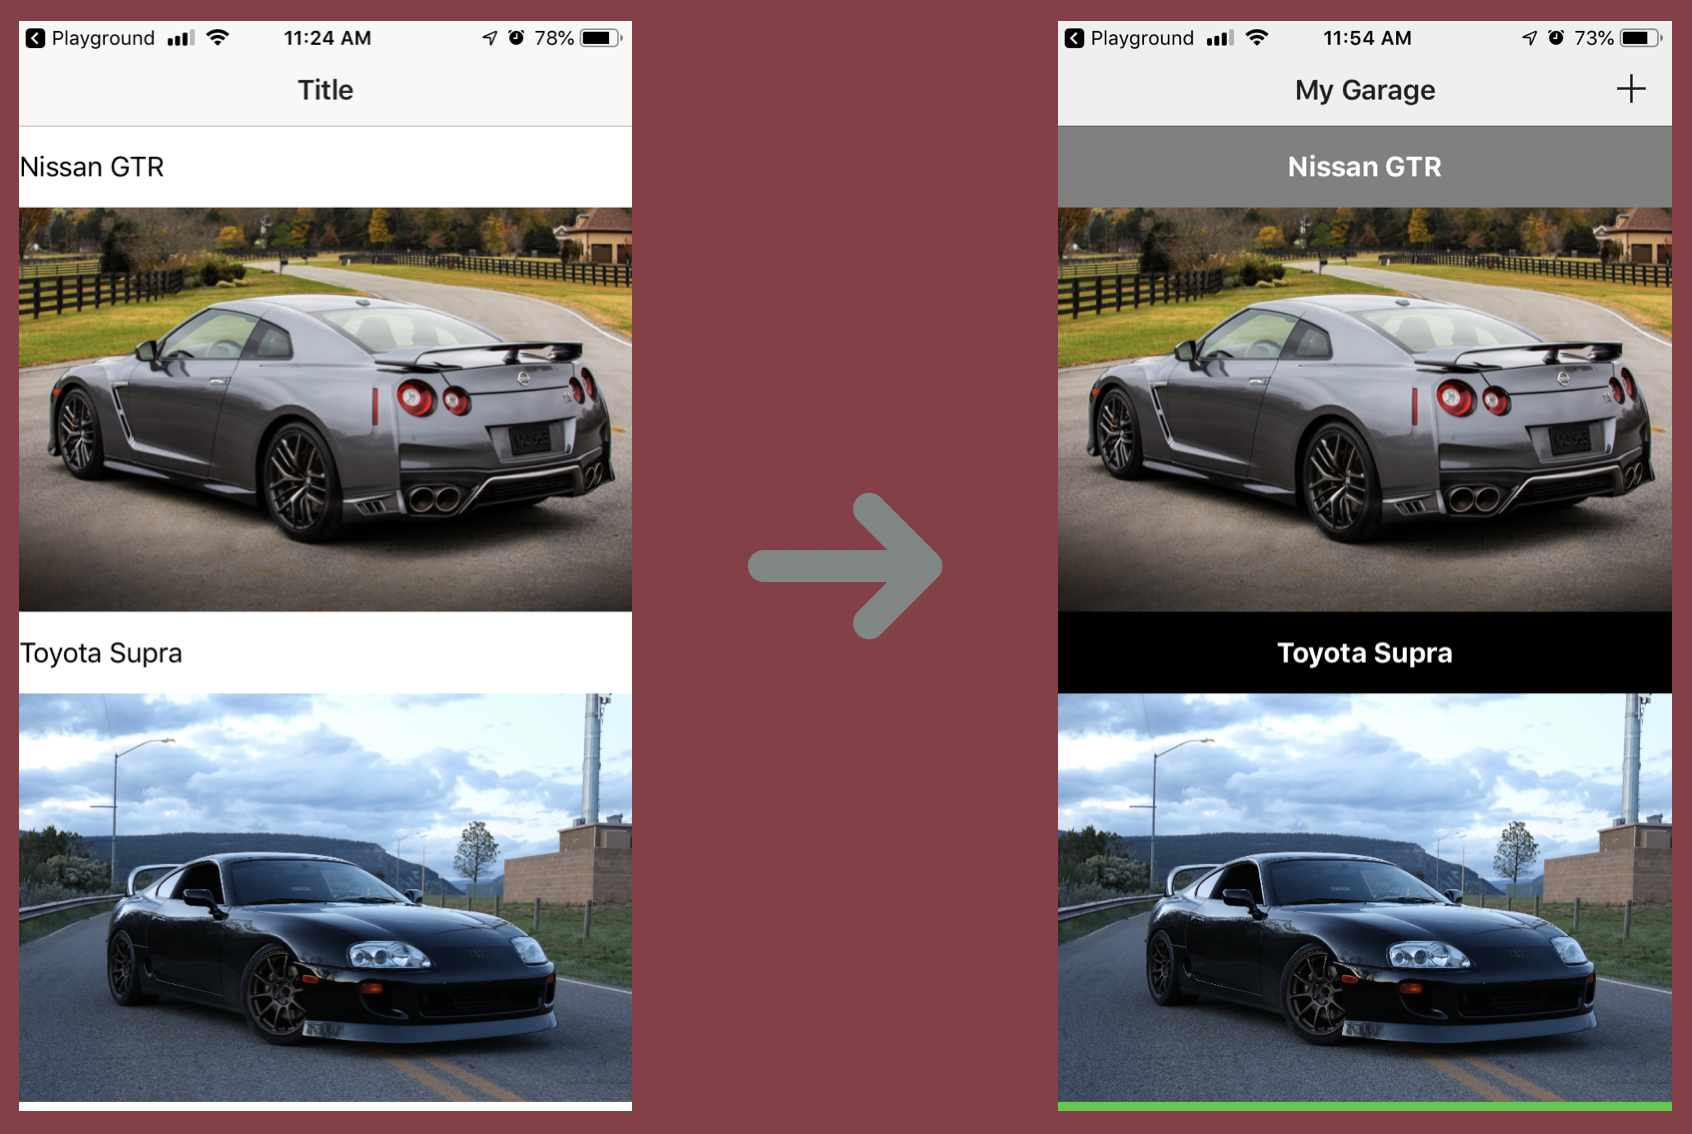 Playground 11:24 AM 78%
Title
Nissan GTR
Toyota Supra
Playground 11:54 AM 73%
My Garage
Nissan GTR
Toyota Supra